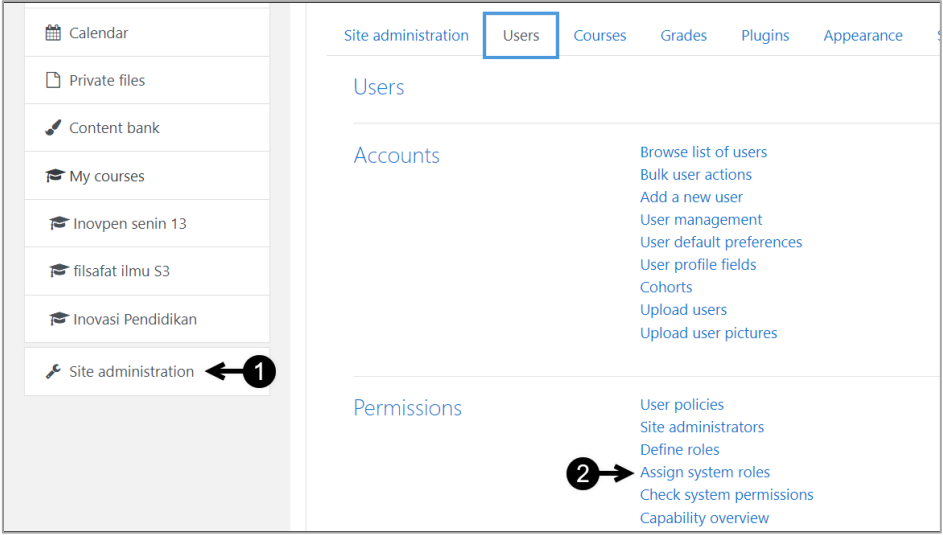 Calendar
Private files
Content bank
My courses
Inovpen senin 13
filsafat ilmu S3
Inovasi Pendidikan
Site administration
1
Site administration Users Courses Grades Plugins Appearance
Users
Accounts
Browse list of users
Bulk user actions
Add a new user
User management
User default preferences
User profile fields
Cohorts
Upload users
Upload user pictures
Permissions
User policies
Site administrators
Define roles
2
Assign system roles
Check system permissions
Capability overview